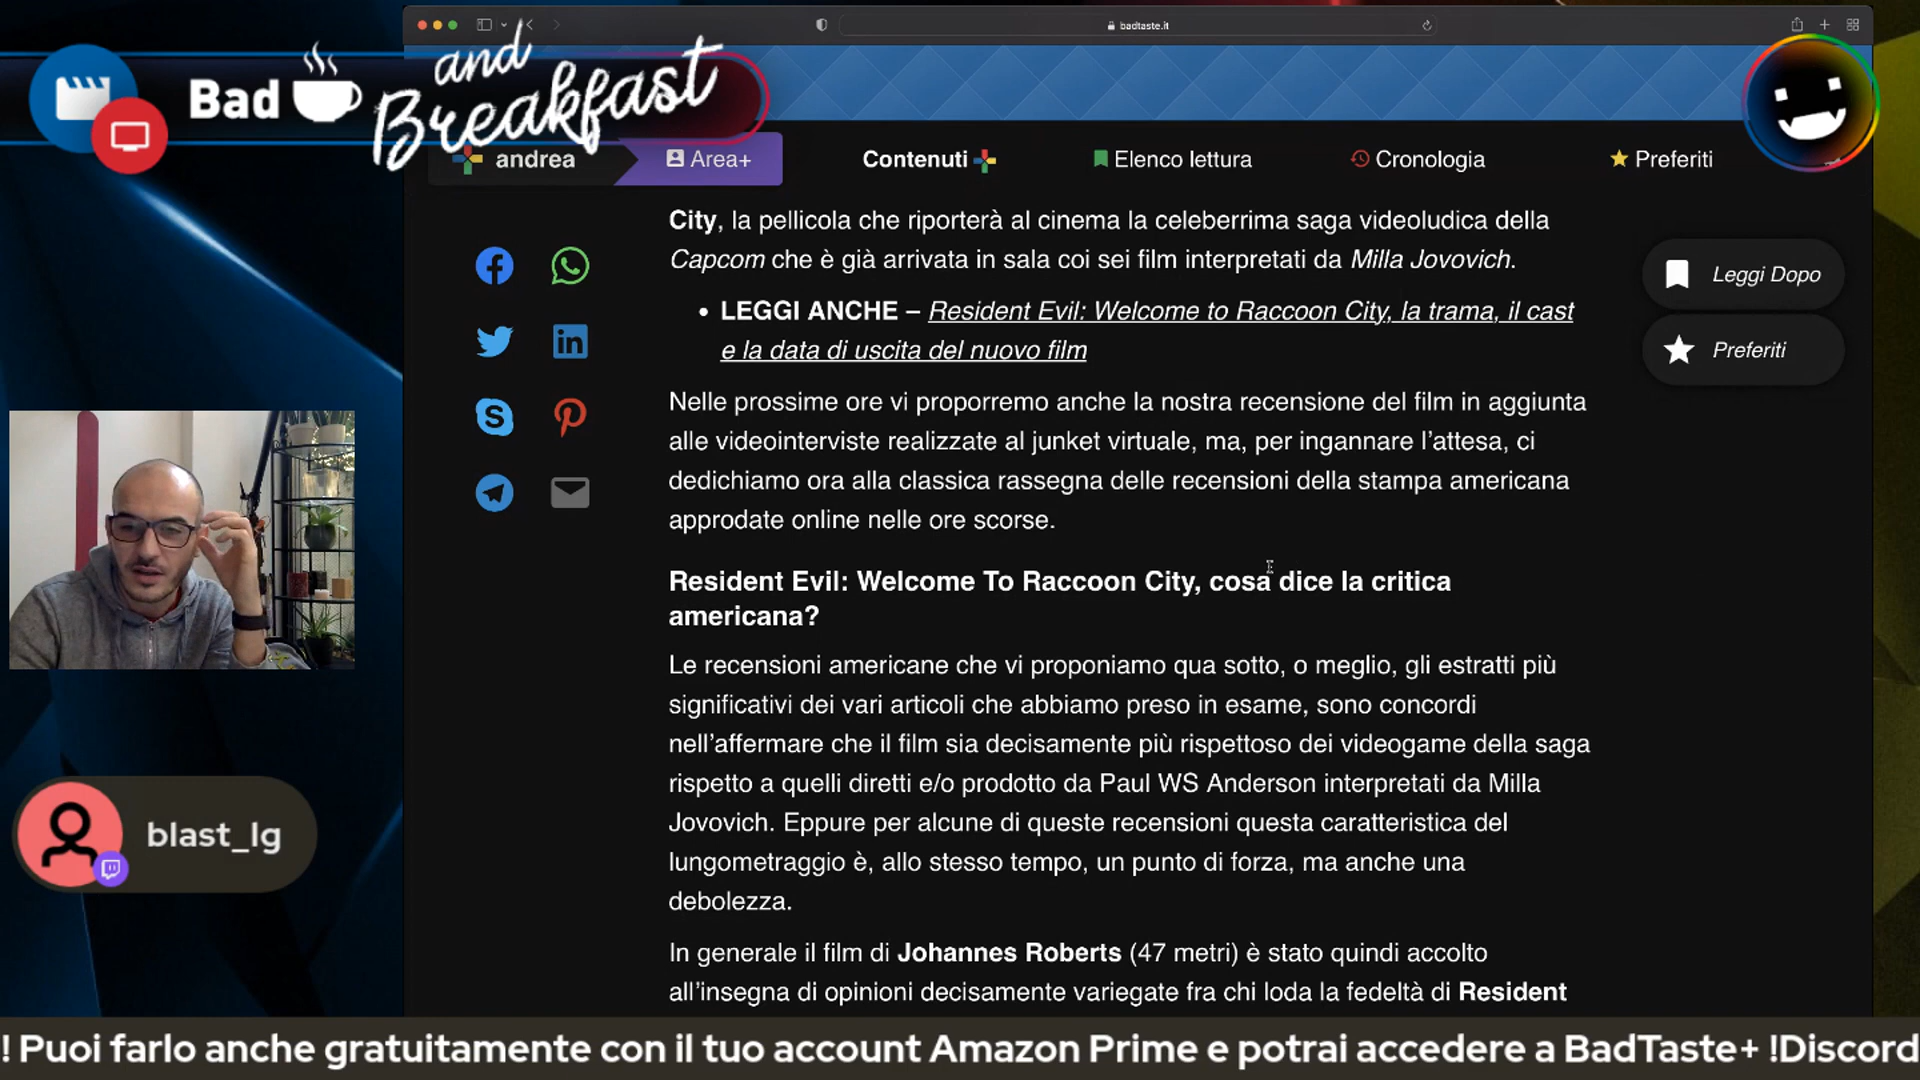 badtaste.it
Bad and Breakfast
andrea
Area+
Contenuti
Elenco lettura
Cronologia
Preferiti
City, la pellicola che riporterà al cinema la celeberrima saga videoludica della
Capcom che è già arrivata in sala coi sei film interpretati da Milla Jovovich.
Leggi Dopo
• LEGGI ANCHE – Resident Evil: Welcome to Raccoon City, la trama, il cast
e la data di uscita del nuovo film
Preferiti
Nelle prossime ore vi proporremo anche la nostra recensione del film in aggiunta
alle videointerviste realizzate al junket virtuale, ma, per ingannare l’attesa, ci
dedichiamo ora alla classica rassegna delle recensioni della stampa americana
approdate online nelle ore scorse.
Resident Evil: Welcome To Raccoon City, cosa dice la critica
americana?
Le recensioni americane che vi proponiamo qua sotto, o meglio, gli estratti più
significativi dei vari articoli che abbiamo preso in esame, sono concordi
nell’affermare che il film sia decisamente più rispettoso dei videogame della saga
rispetto a quelli diretti e/o prodotto da Paul WS Anderson interpretati da Milla
Jovovich. Eppure per alcune di queste recensioni questa caratteristica del
lungometraggio è, allo stesso tempo, un punto di forza, ma anche una
debolezza.
In generale il film di Johannes Roberts (47 metri) è stato quindi accolto
all’insegna di opinioni decisamente variegate fra chi loda la fedeltà di Resident
blast_lg
! Puoi farlo anche gratuitamente con il tuo account Amazon Prime e potrai accedere a BadTaste+ !Discord